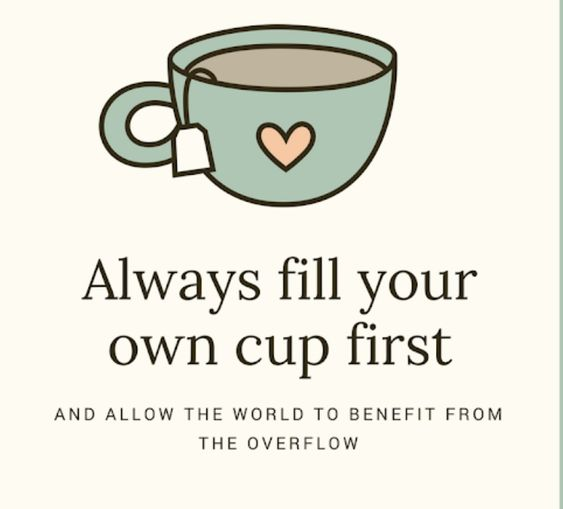 Always fill your
own cup first
AND ALLOW THE WORLD TO BENEFIT FROM
THE OVERFLOW